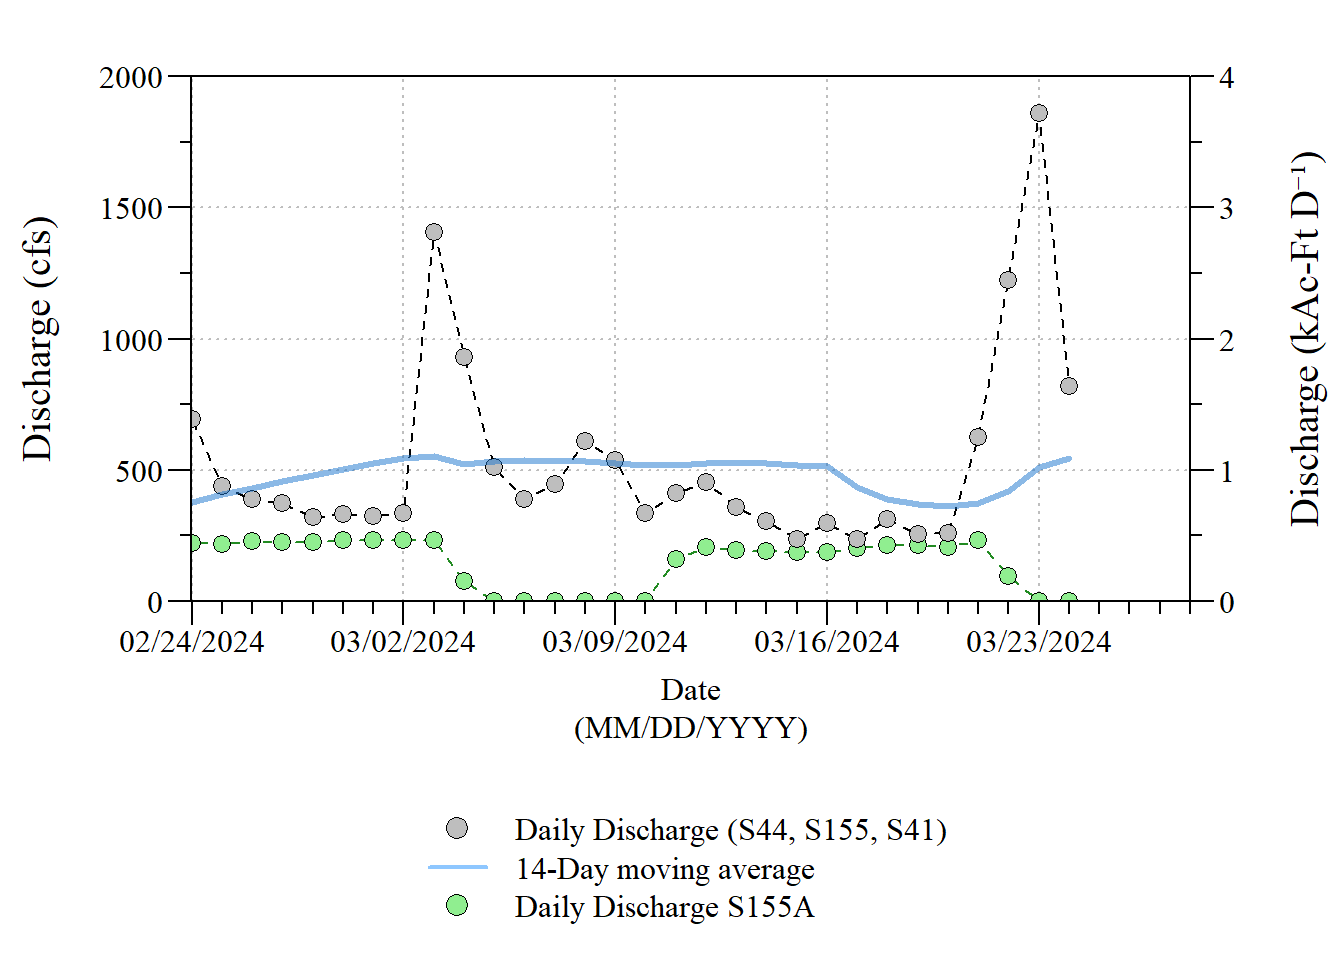 2000
1500
1000
500
0
4
3
2
1
0
Discharge (cfs)
Discharge (kAc-Ft D⁻¹)
02/24/2024 03/02/2024 03/09/2024 03/16/2024 03/23/2024
Date
(MM/DD/YYYY)
Daily Discharge (S44, S155, S41)
14-Day moving average
Daily Discharge S155A